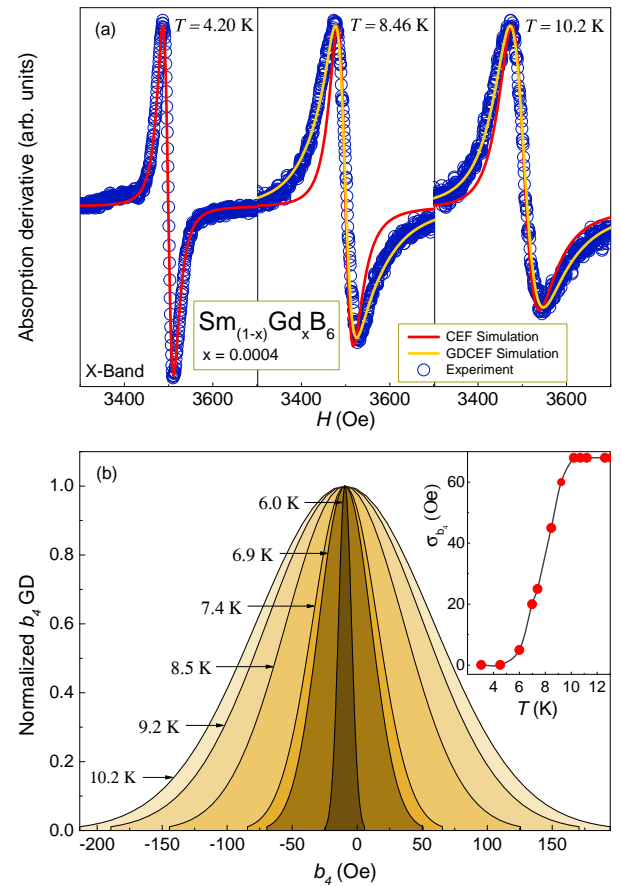 (a)
T = 4.20 K
T = 8.46 K
T = 10.2 K
Absorption derivative (arb. units)
Sm(1-x)GdxB6
x = 0.0004
CEF Simulation
GDCEF Simulation
Experiment
X-Band
3400 3600 3400 3600 3400 3600
H (Oe)
(b)
1.0
0.8
0.6
0.4
0.2
0.0
Normalized b4 GD
6.0 K
6.9 K
7.4 K
8.5 K
9.2 K
10.2 K
60
40
20
0
σb4 (Oe)
4 6 8 10 12
T (K)
-200 -150 -100 -50 0 50 100 150
b4 (Oe)